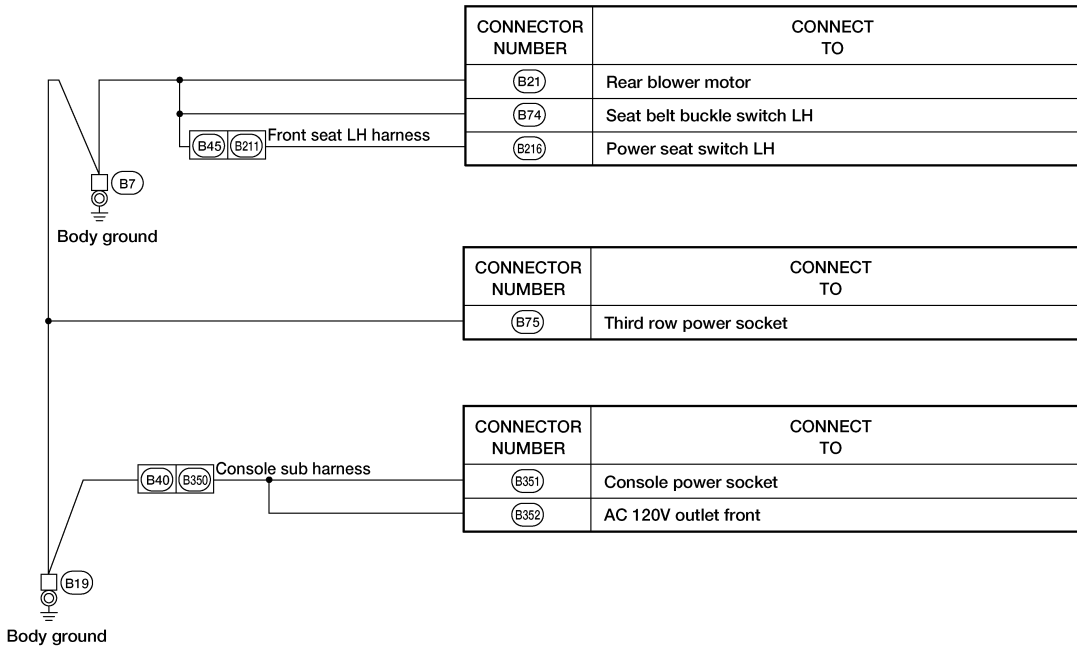 CONNECTOR NUMBER CONNECT TO
B21 Rear blower motor
B74 Seat belt buckle switch LH
B45 B211 Front seat LH harness B216 Power seat switch LH
B7
Body ground
CONNECTOR NUMBER CONNECT TO
B75 Third row power socket
CONNECTOR NUMBER CONNECT TO
B40 B350 Console sub harness B351 Console power socket
B352 AC 120V outlet front
B19
Body ground